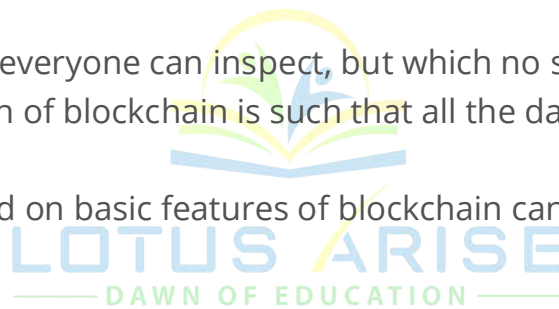 everyone can inspect, but which no s
n of blockchain is such that all the da
d on basic features of blockchain can
LOTUS ARISE
DAWN OF EDUCATION